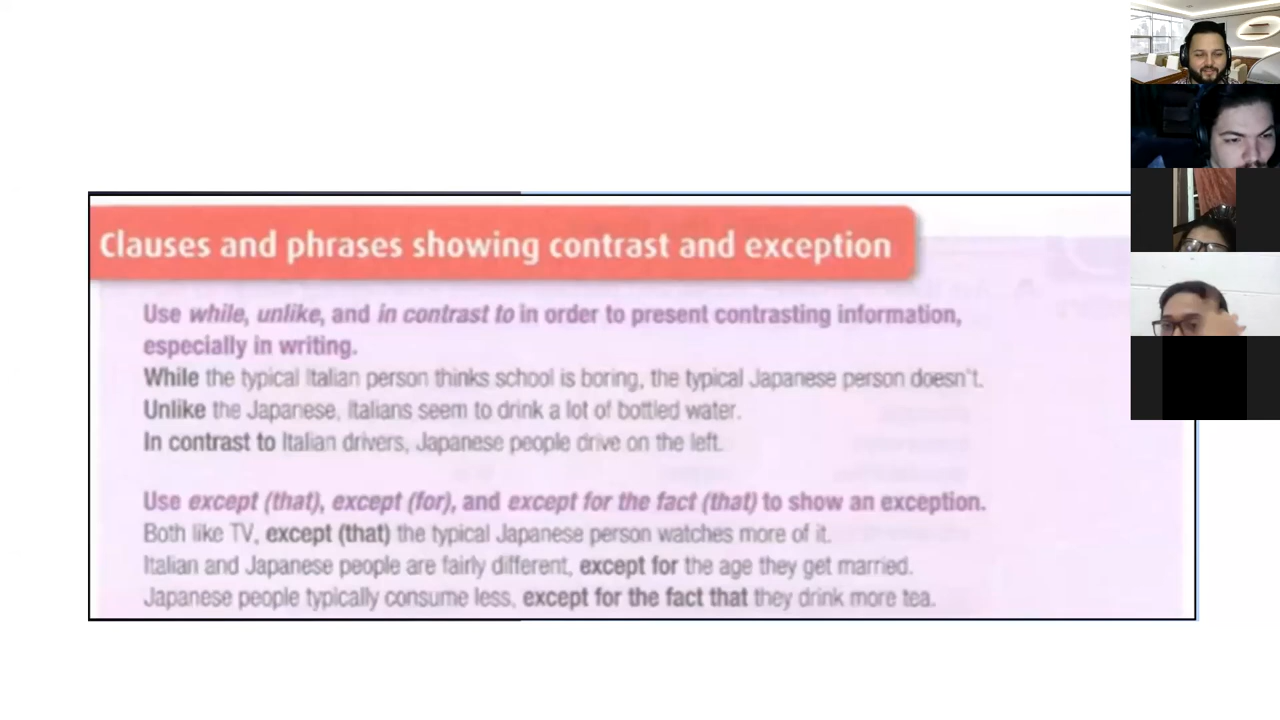 Clauses and phrases showing contrast and exception
Use while, unlike, and in contrast to in order to present contrasting information,
especially in writing.
While the typical Italian person thinks school is boring, the typical Japanese person doesn't.
Unlike the Japanese, Italians seem to drink a lot of bottled water.
In contrast to Italian drivers, Japanese people drive on the left.
Use except (that), except (for), and except for the fact (that) to show an exception.
Both like TV, except (that) the typical Japanese person watches more of it.
Italian and Japanese people are fairly different, except for the age they get married.
Japanese people typically consume less, except for the fact that they drink more tea.